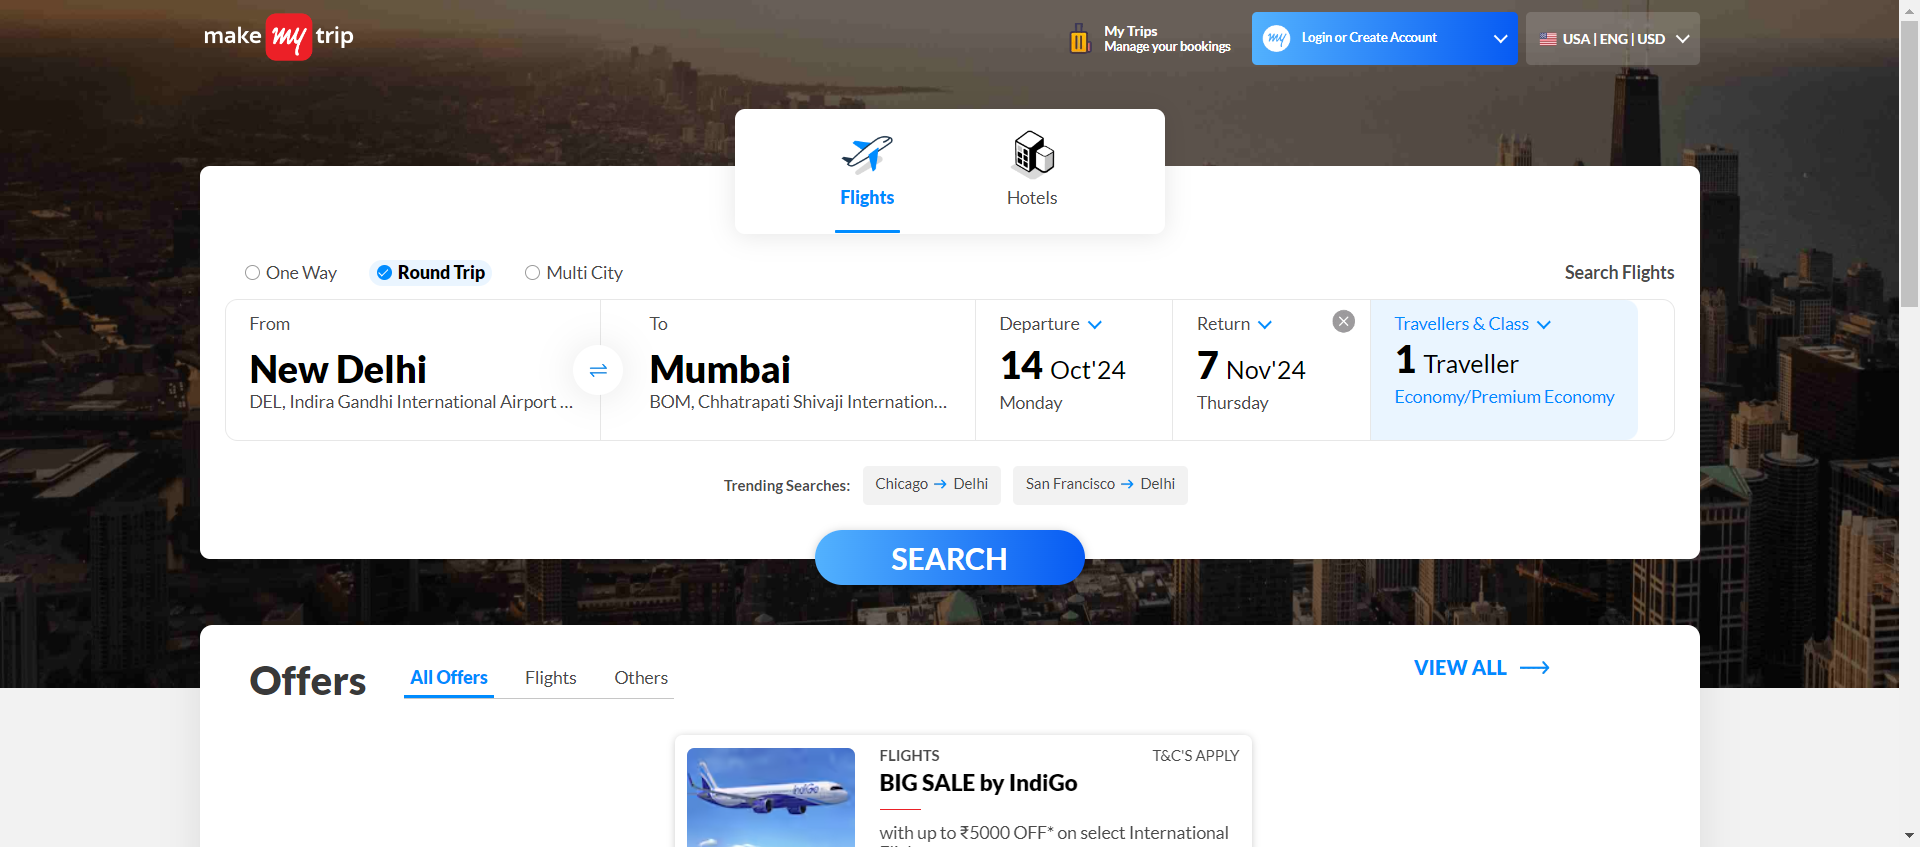 make my trip
My Trips
Manage your bookings
my
Login or Create Account
USA | ENG | USD
Flights
Hotels
One Way
Round Trip
Multi City
Search Flights
From
New Delhi
DEL, Indira Gandhi International Airport ...
To
Mumbai
BOM, Chhatrapati Shivaji Internation...
Departure
14 Oct'24
Monday
Return
7 Nov'24
Thursday
Travellers & Class
1 Traveller
Economy/Premium Economy
Trending Searches:
Chicago → Delhi
San Francisco → Delhi
SEARCH
Offers
All Offers
Flights
Others
VIEW ALL
IndiGo
FLIGHTS
T&C'S APPLY
BIG SALE by IndiGo
with up to ₹5000 OFF* on select International